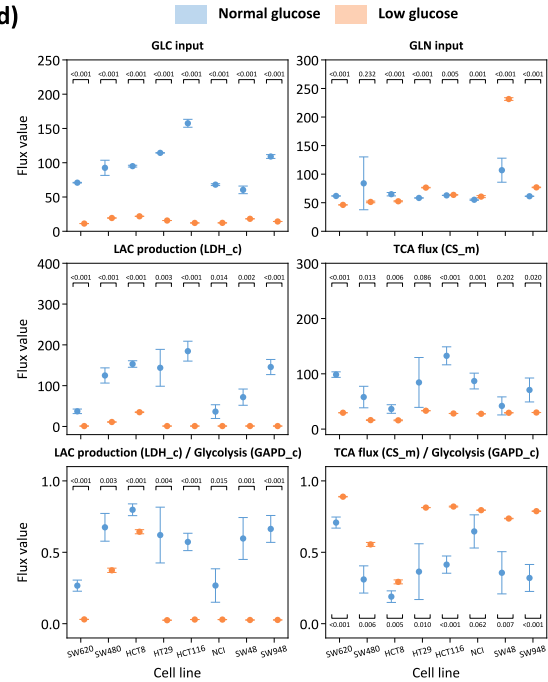 d)
Normal glucose Low glucose
GLC input
GLN input
Flux value
250
200
150
100
50
0
<0.001 <0.001 <0.001 <0.001 <0.001 <0.001 <0.001 <0.001
300
250
200
150
100
50
0
<0.001 0.232 <0.001 <0.001 0.005 <0.001 <0.001 <0.001
LAC production (LDH_c)
TCA flux (CS_m)
Flux value
400
300
200
100
0
<0.001 <0.001 <0.001 0.003 <0.001 0.014 0.002 <0.001
300
200
100
0
<0.001 0.013 0.006 0.086 <0.001 0.001 0.202 0.020
LAC production (LDH_c) / Glycolysis (GAPD_c)
TCA flux (CS_m) / Glycolysis (GAPD_c)
Flux value
1.0
0.5
0.0
<0.001 0.003 <0.001 0.004 <0.001 0.015 <0.001 <0.001
1.0
0.5
0.0
<0.001 0.006 0.005 0.010 <0.001 0.062 0.007 <0.001
SW620 SW480 HCT8 HT29 HCT116 NCI SW48 SW948
SW620 SW480 HCT8 HT29 HCT116 NCI SW48 SW948
Cell line
Cell line